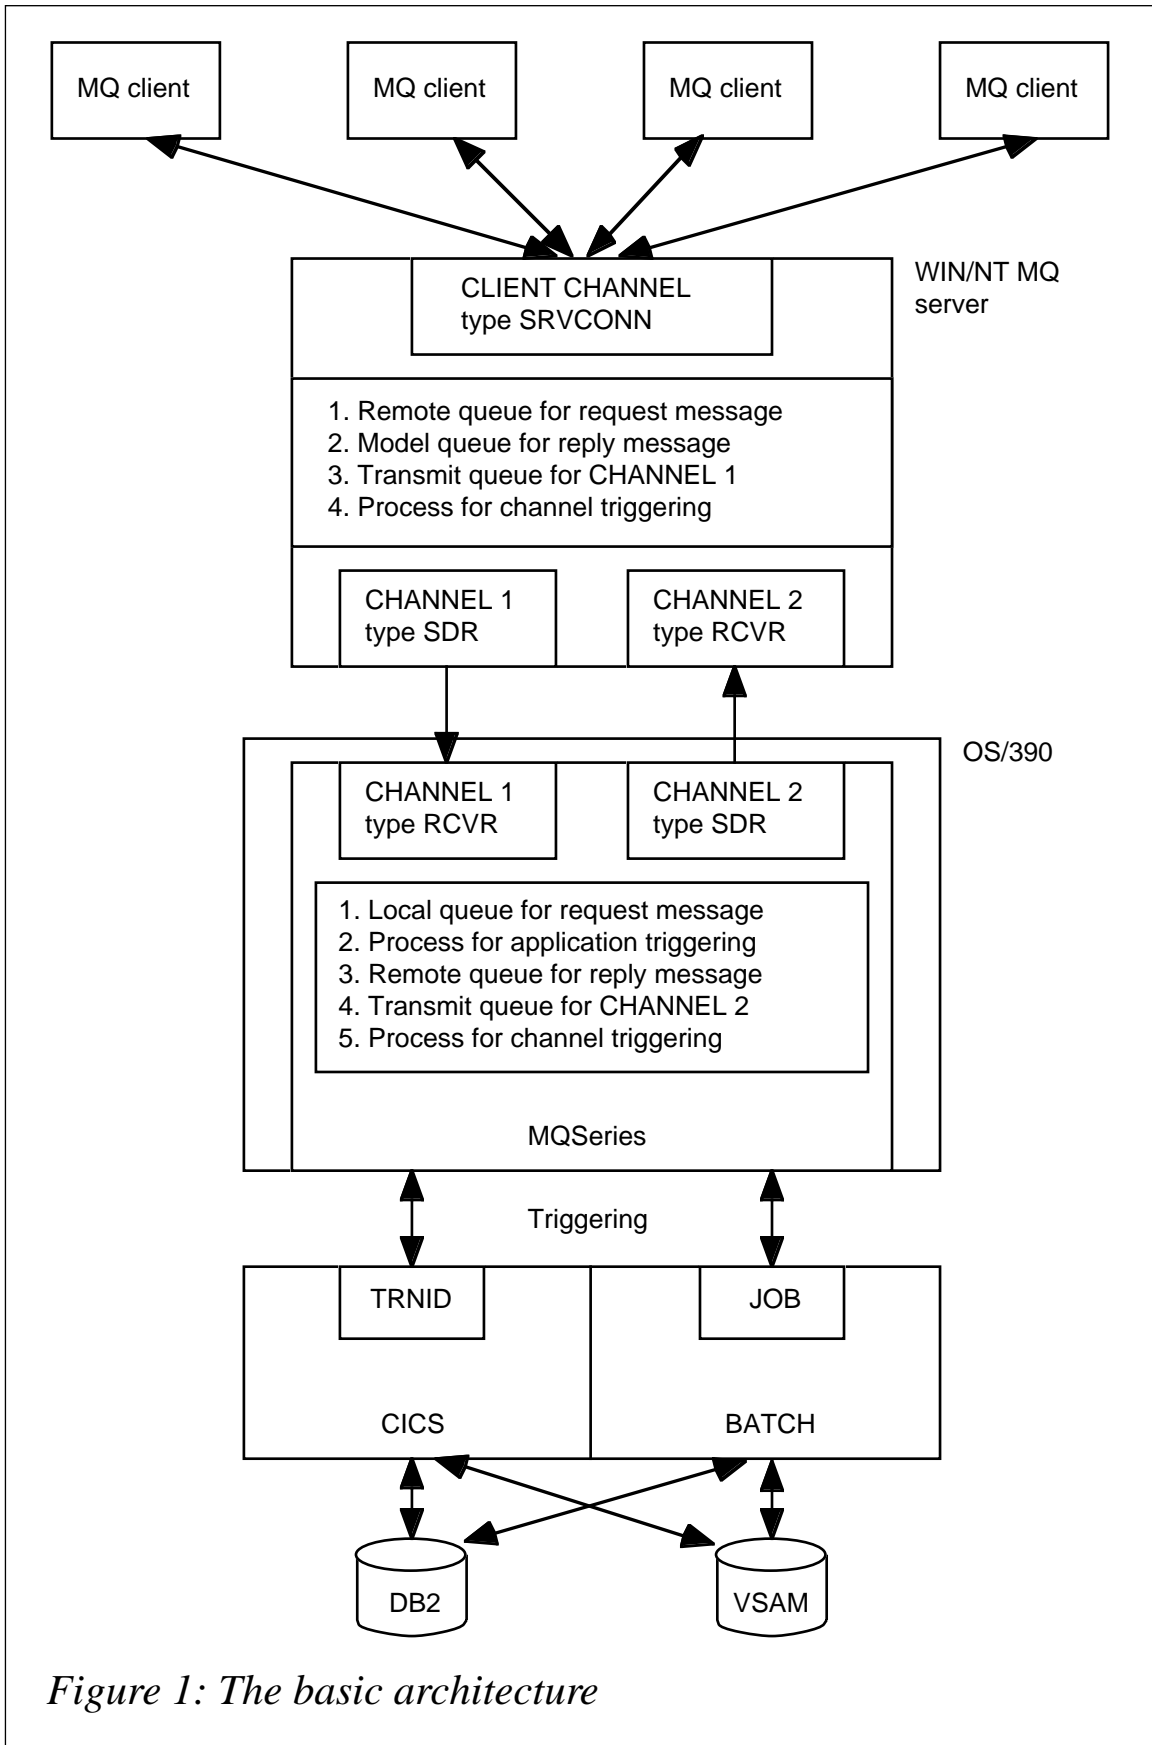 MQ client
MQ client
MQ client
MQ client
WIN/NT MQ
server
CLIENT CHANNEL
type SRVCONN
1. Remote queue for request message
2. Model queue for reply message
3. Transmit queue for CHANNEL 1
4. Process for channel triggering
CHANNEL 1
type SDR
CHANNEL 2
type RCVR
OS/390
CHANNEL 1
type RCVR
CHANNEL 2
type SDR
1. Local queue for request message
2. Process for application triggering
3. Remote queue for reply message
4. Transmit queue for CHANNEL 2
5. Process for channel triggering
MQSeries
Triggering
TRNID
JOB
CICS
BATCH
DB2
VSAM
Figure 1: The basic architecture